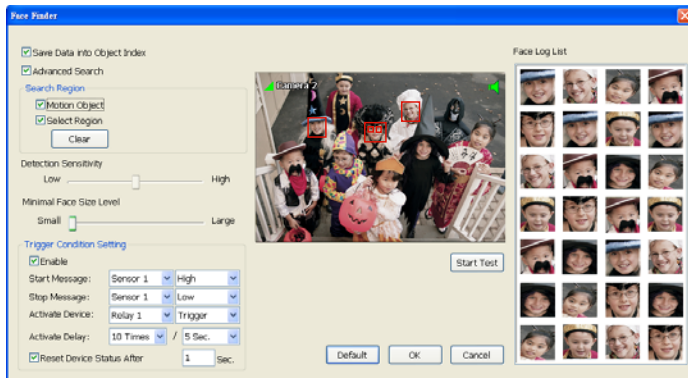 Face Finder
Save Data into Object Index
Advanced Search
Search Region
Motion Object
Select Region
Clear
Detection Sensitivity
Low High
Minimal Face Size Level
Small Large
Trigger Condition Setting
Enable
Start Message: Sensor 1 High
Stop Message: Sensor 1 Low
Activate Device: Relay 1 Trigger
Activate Delay: 10 Times / 5 Sec.
Reset Device Status After 1 Sec.
Camera 2
Start Test
Default OK Cancel
Face Log List